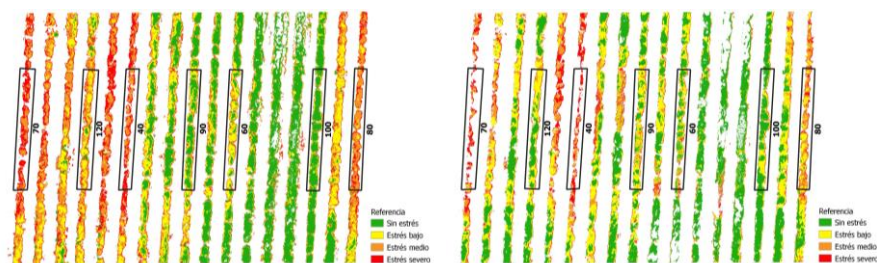 70
120
40
90
60
100
80
Referencia
Sin estrés
Estrés bajo
Estrés medio
Estrés severo
70
120
40
90
60
100
80
Referencia
Sin estrés
Estrés bajo
Estrés medio
Estrés severo